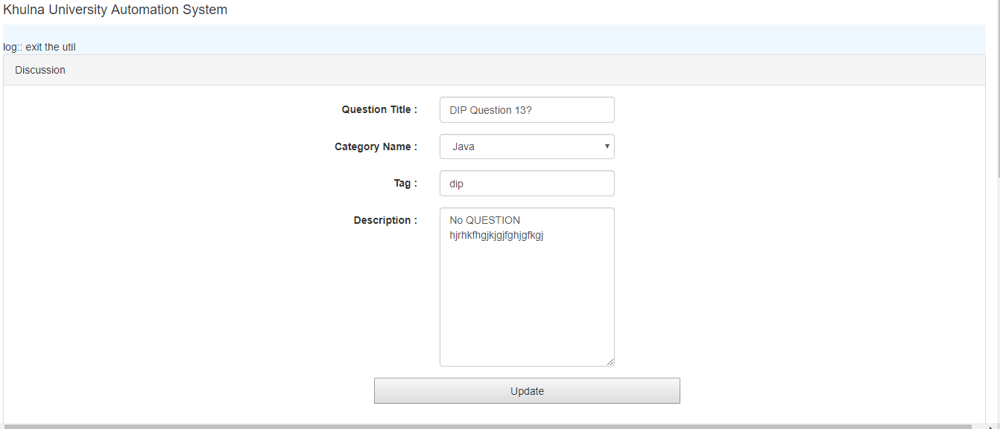 Khulna University Automation System
log:: exit the util
Discussion
Question Title : DIP Question 13?
Category Name : Java
Tag : dip
Description : No QUESTION
hjrhkfhgjkjgjfghjgfkgj
Update